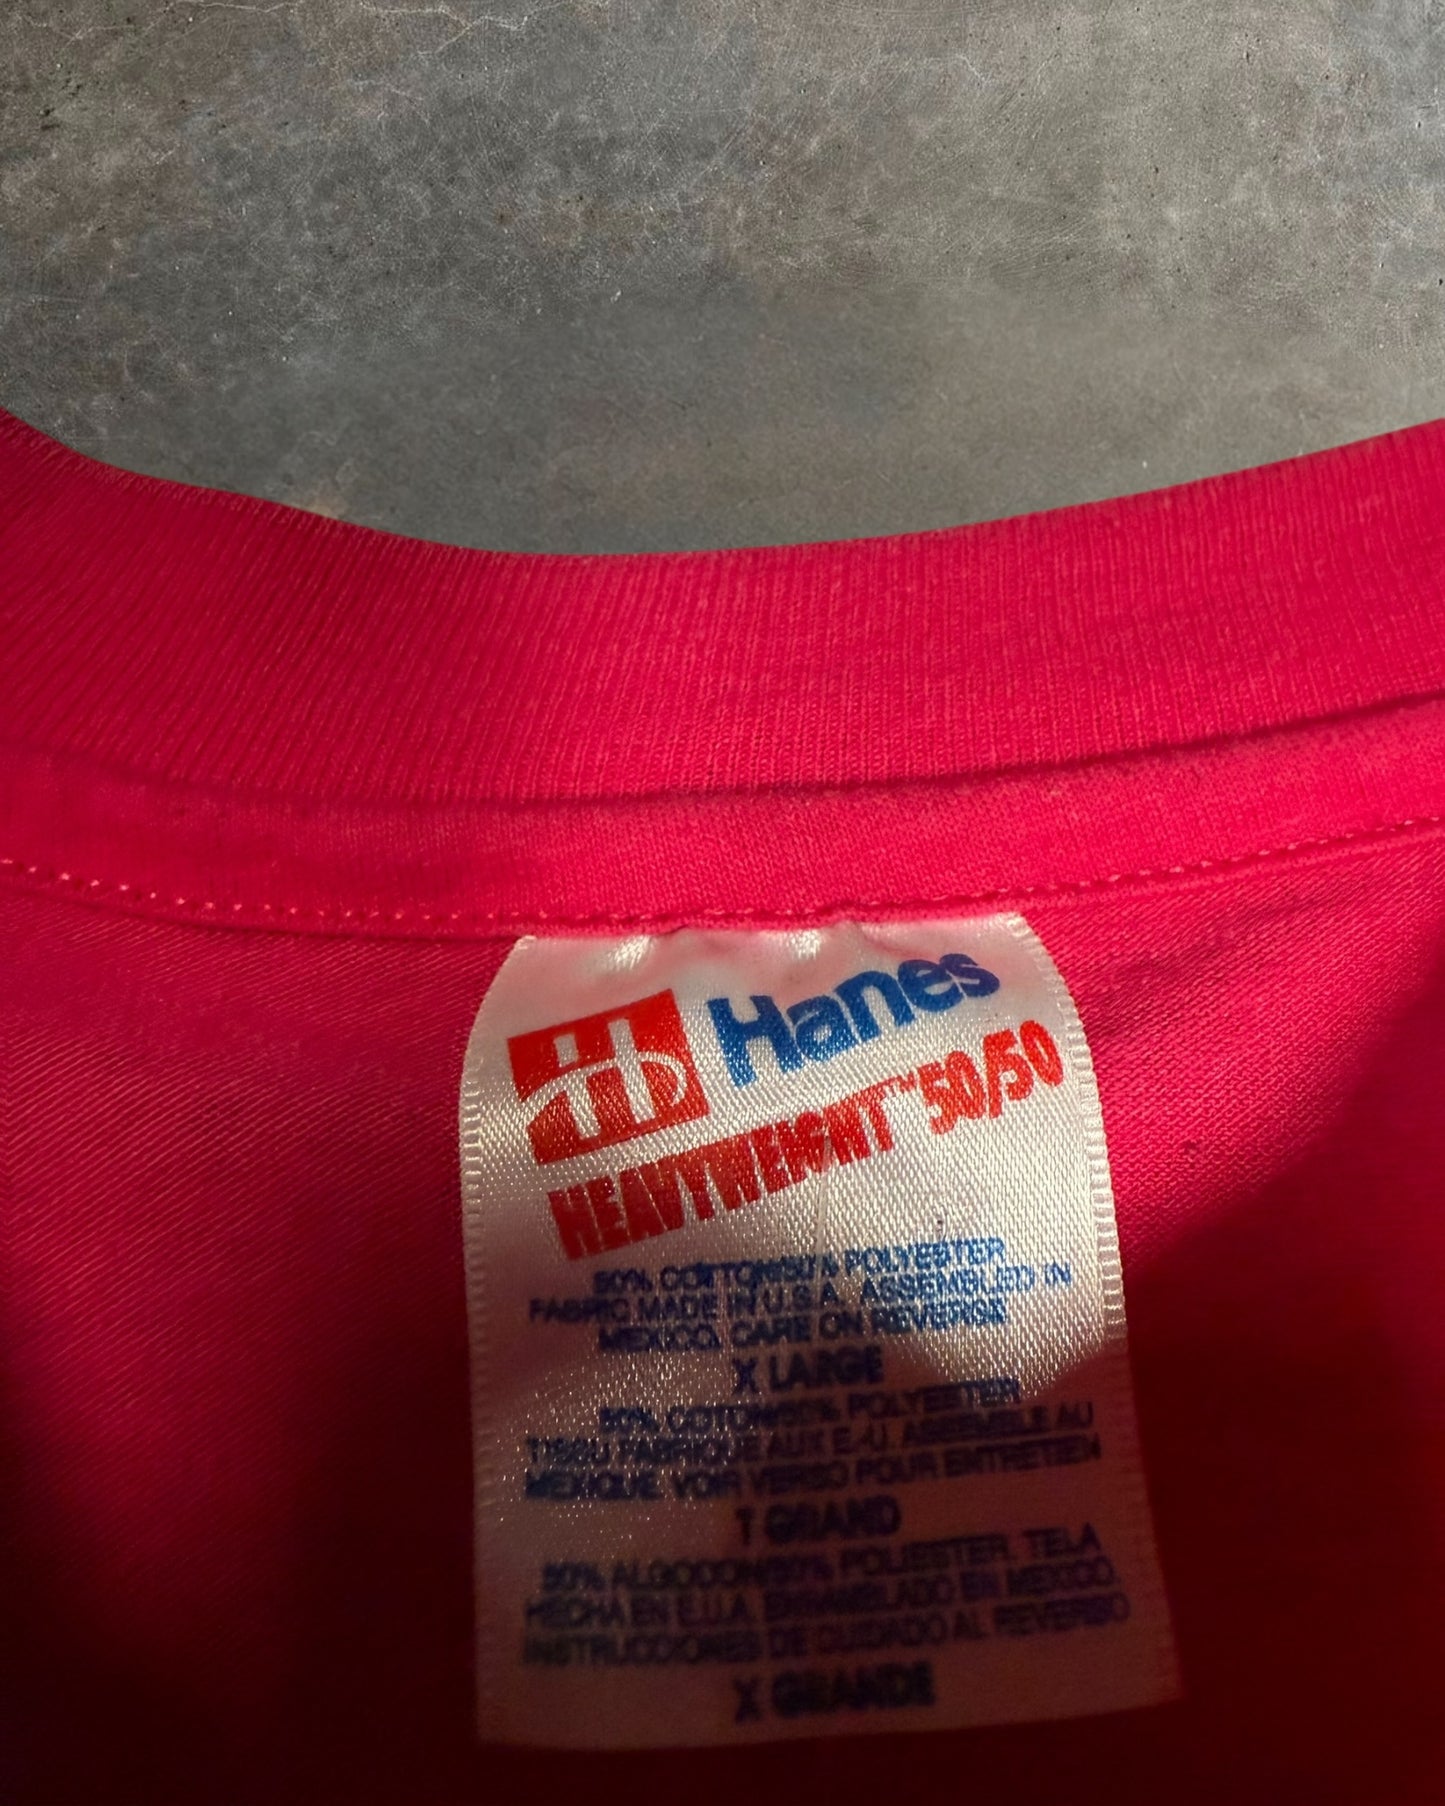 Hanes
HEAVYWEIGHT™ 50/50
50% COTTON/50% POLYESTER
FABRIC MADE IN U.S.A. ASSEMBLED IN
MEXICO. CARE ON REVERSE
X LARGE
50% COTON/50% POLYESTER
TISSU FABRIQUE AUX E.-U. ASSEMBLE AU
MEXIQUE. VOIR VERSO POUR ENTRETIEN
T GRAND
50% ALGODON/50% POLIESTER. TELA
HECHA EN E.U.A. ENSAMBLADO EN MEXICO.
INSTRUCCIONES DE CUIDADO AL REVERSO
X GRANDE